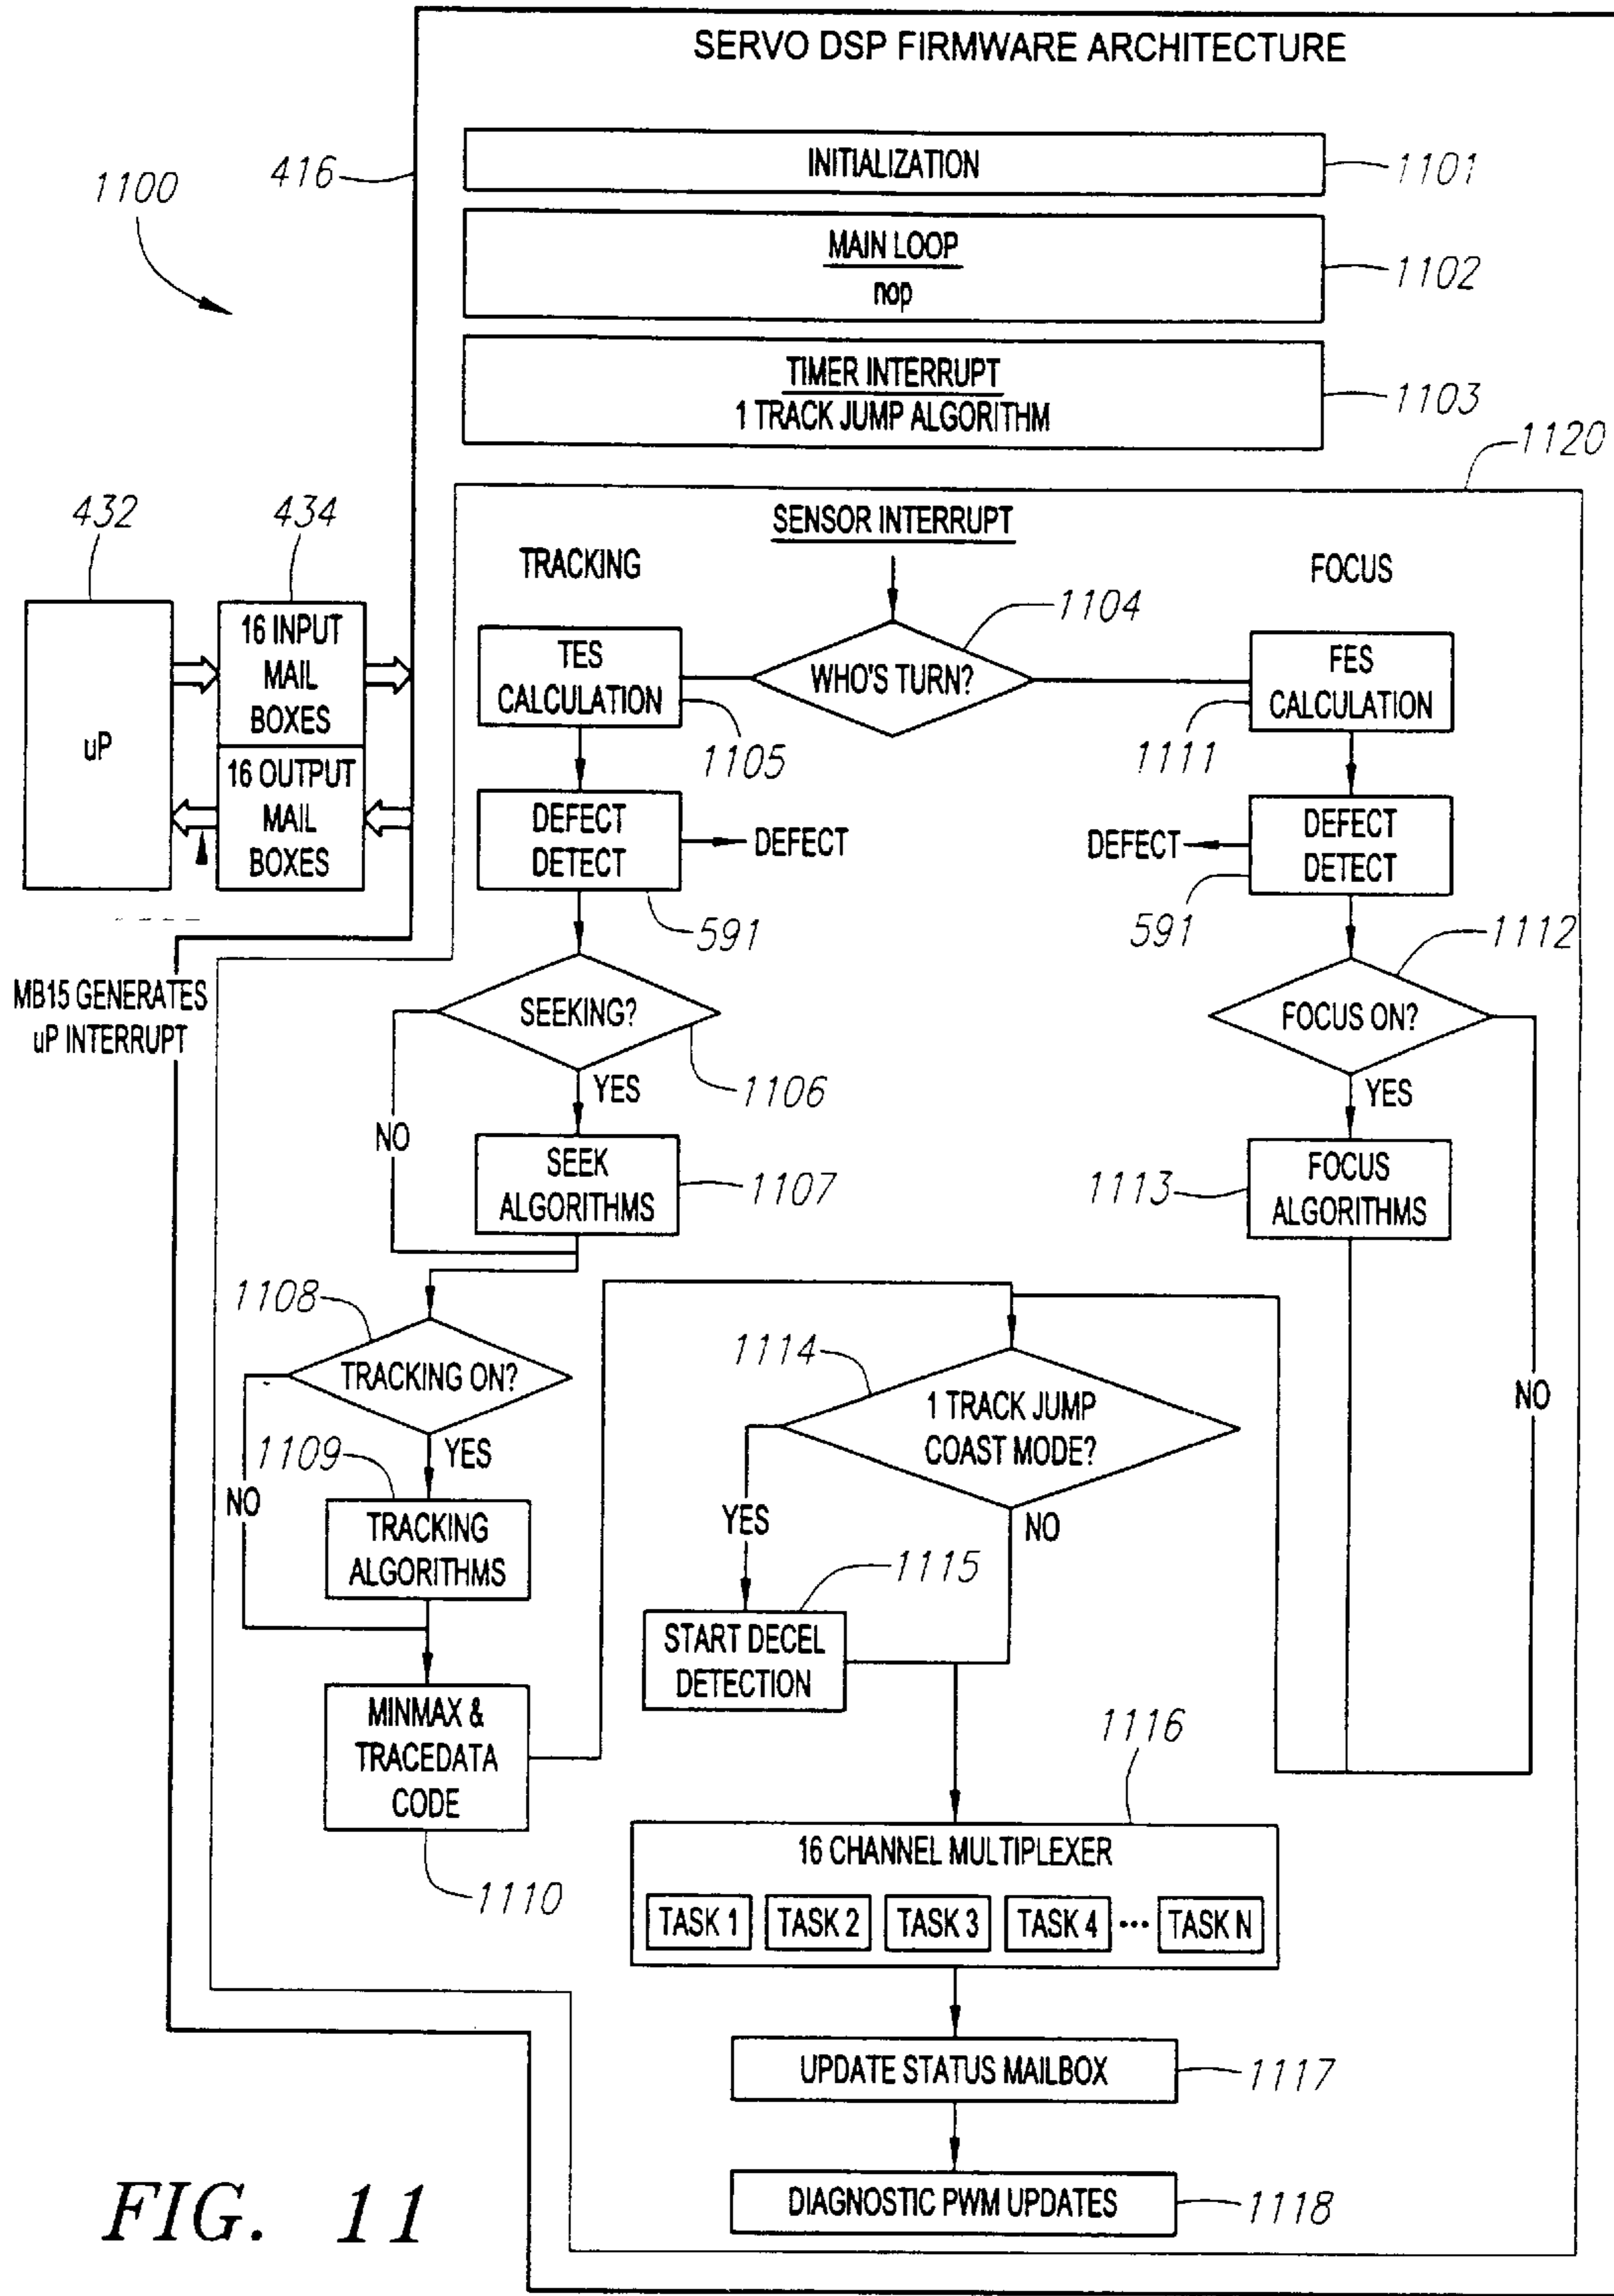 SERVO DSP FIRMWARE ARCHITECTURE
1100
416
INITIALIZATION
1101
MAIN LOOP
nop
1102
TIMER INTERRUPT
1 TRACK JUMP ALGORITHM
1103
1120
432
434
uP
16 INPUT
MAIL
BOXES
16 OUTPUT
MAIL
BOXES
MB15 GENERATES
uP INTERRUPT
SENSOR INTERRUPT
TRACKING
FOCUS
1104
WHO'S TURN?
TES
CALCULATION
1105
FES
CALCULATION
1111
DEFECT
DETECT
DEFECT
591
DEFECT
DEFECT
DETECT
591
SEEKING?
1106
YES
NO
FOCUS ON?
1112
YES
NO
SEEK
ALGORITHMS
1107
FOCUS
ALGORITHMS
1113
1108
TRACKING ON?
YES
NO
1109
TRACKING
ALGORITHMS
1114
1 TRACK JUMP
COAST MODE?
YES
NO
1115
START DECEL
DETECTION
MINMAX &
TRACEDATA
CODE
1110
1116
16 CHANNEL MULTIPLEXER
TASK 1 TASK 2 TASK 3 TASK 4 ••• TASK N
UPDATE STATUS MAILBOX
1117
DIAGNOSTIC PWM UPDATES
1118
FIG. 11